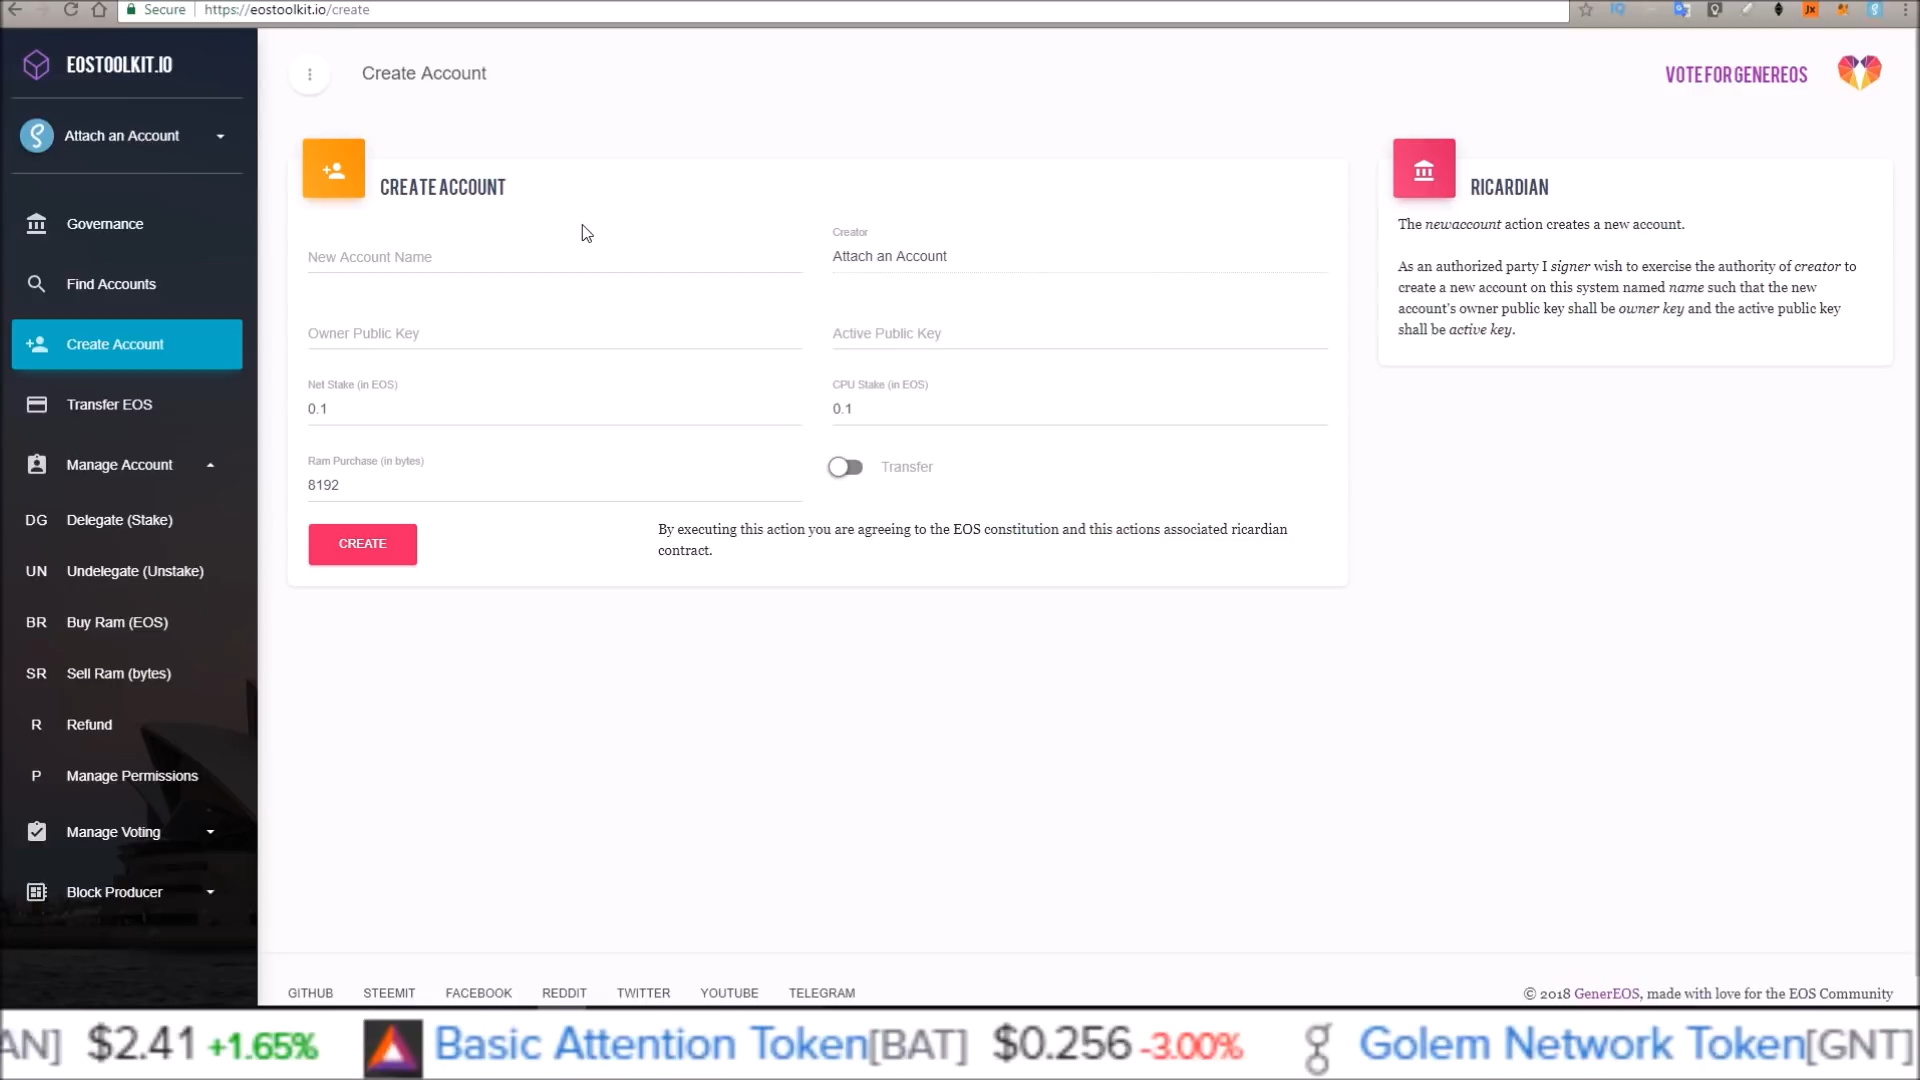 Secure
https://eostoolkit.io/create
EOSTOOLKIT.IO
Attach an Account
Governance
Find Accounts
Create Account
Transfer EOS
Manage Account
DG Delegate (Stake)
UN Undelegate (Unstake)
BR Buy Ram (EOS)
SR Sell Ram (bytes)
R Refund
P Manage Permissions
Manage Voting
Block Producer
Create Account
VOTE FOR GENEREOS
CREATE ACCOUNT
New Account Name
Creator
Attach an Account
Owner Public Key
Active Public Key
Net Stake (in EOS)
0.1
CPU Stake (in EOS)
0.1
Ram Purchase (in bytes)
8192
Transfer
CREATE
By executing this action you are agreeing to the EOS constitution and this actions associated ricardian
contract.
RICARDIAN
The newaccount action creates a new account.
As an authorized party I signer wish to exercise the authority of creator to
create a new account on this system named name such that the new
account's owner public key shall be owner key and the active public key
shall be active key.
GITHUB STEEMIT FACEBOOK REDDIT TWITTER YOUTUBE TELEGRAM
© 2018 GenerEOS, made with love for the EOS Community
AN] $2.41 +1.65% Basic Attention Token[BAT] $0.256 -3.00% Golem Network Token[GNT]